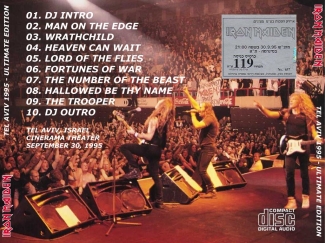 TEL AVIV 1995 - ULTIMATE EDITION
IRON MAIDEN
01. DJ INTRO
02. MAN ON THE EDGE
03. WRATHCHILD
04. HEAVEN CAN WAIT
05. LORD OF THE FLIES
06. FORTUNES OF WAR
07. THE NUMBER OF THE BEAST
08. HALLOWED BE THY NAME
09. THE TROOPER
10. DJ OUTRO
TEL AVIV, ISRAEL
CINERAMA THEATER
SEPTEMBER 30, 1995
IRON MAIDEN
119
COMPACT
disc
DIGITAL AUDIO
IRON MAIDEN
TEL AVIV 1995 - ULTIMATE EDITION